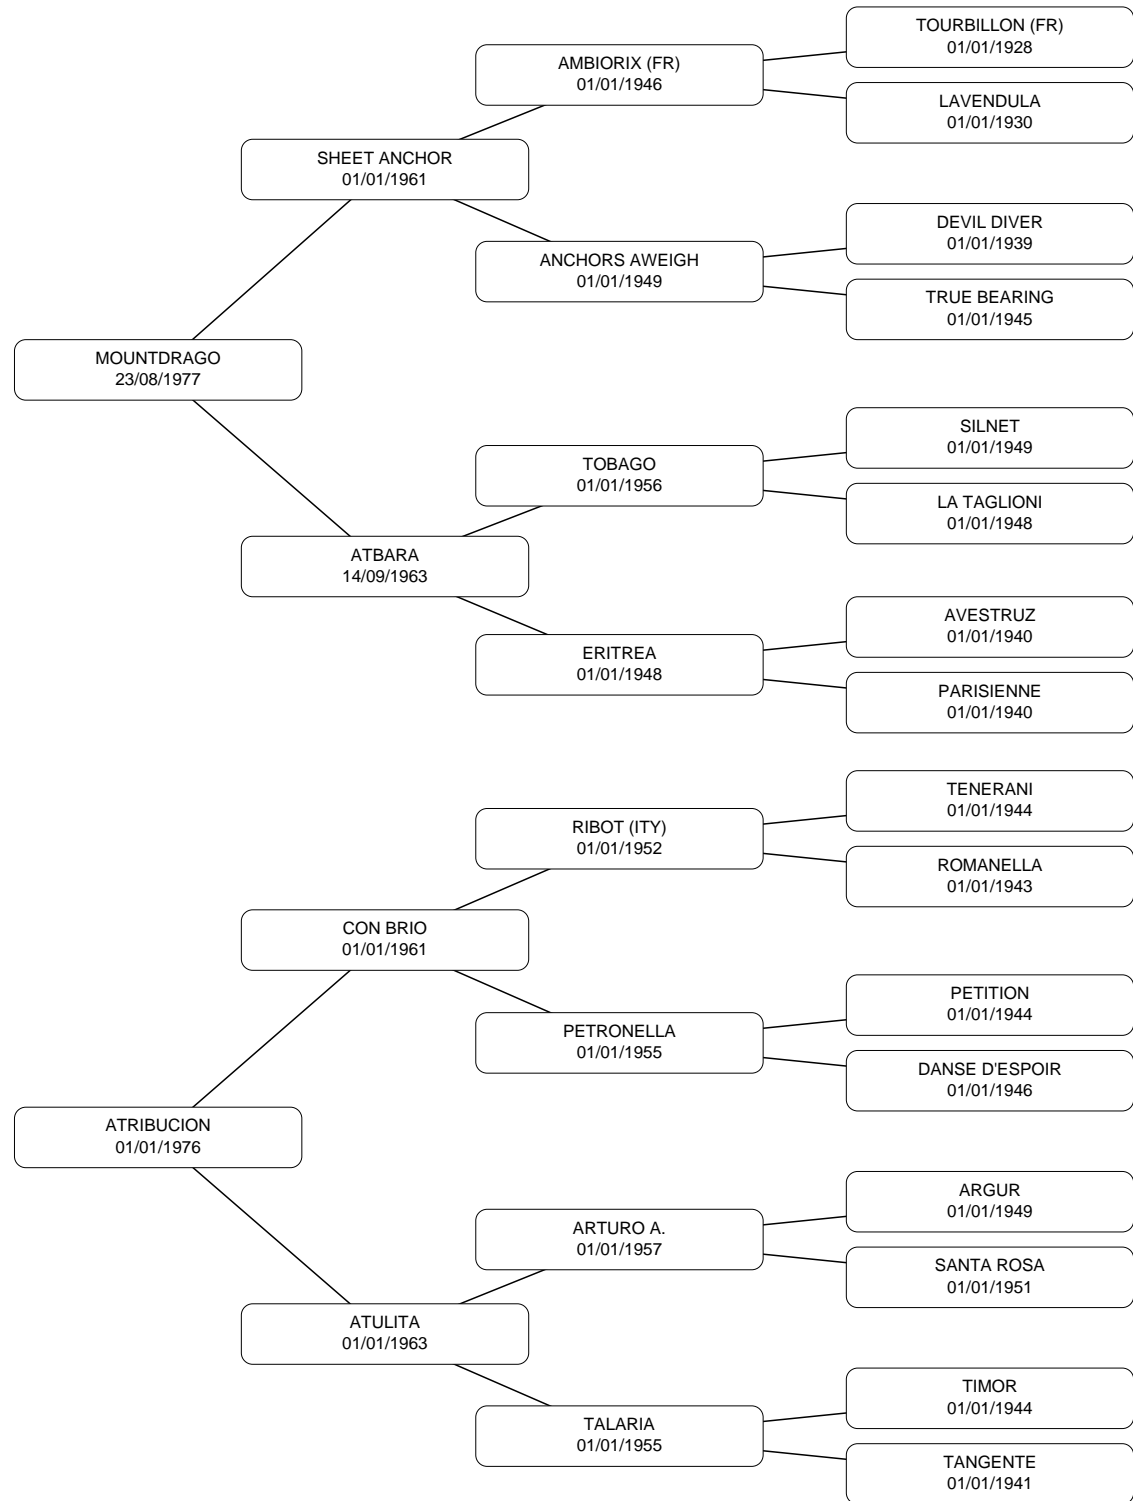 TOURBILLON (FR)
01/01/1928
AMBIORIX (FR)
01/01/1946
LAVENDULA
01/01/1930
SHEET ANCHOR
01/01/1961
DEVIL DIVER
01/01/1939
ANCHORS AWEIGH
01/01/1949
TRUE BEARING
01/01/1945
MOUNTDRAGO
23/08/1977
SILNET
01/01/1949
TOBAGO
01/01/1956
LA TAGLIONI
01/01/1948
ATBARA
14/09/1963
AVESTRUZ
01/01/1940
ERITREA
01/01/1948
PARISIENNE
01/01/1940
TENERANI
01/01/1944
RIBOT (ITY)
01/01/1952
ROMANELLA
01/01/1943
CON BRIO
01/01/1961
PETITION
01/01/1944
PETRONELLA
01/01/1955
DANSE D'ESPOIR
01/01/1946
ATRIBUCION
01/01/1976
ARGUR
01/01/1949
ARTURO A.
01/01/1957
SANTA ROSA
01/01/1951
ATULITA
01/01/1963
TIMOR
01/01/1944
TALARIA
01/01/1955
TANGENTE
01/01/1941